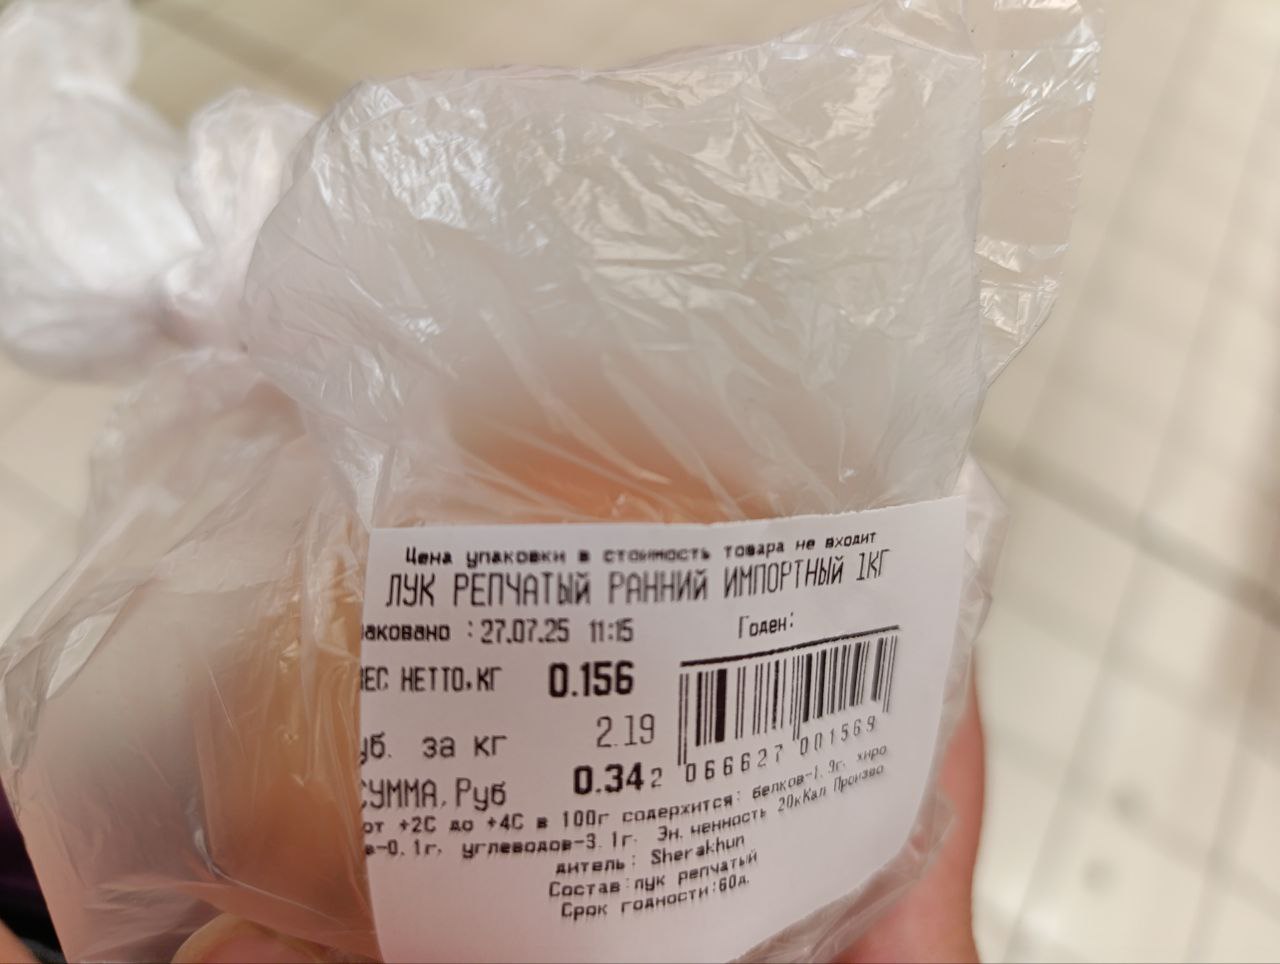 Цена упаковки в стоимость товара не входит
ЛУК РЕПЧАТЫЙ РАННИЙ ИМПОРТНЫЙ 1КГ
аковано : 27.07.25 11:15 Годен:
ВЕС НЕТТО,КГ 0.156
уб. за кг 2.19
СУММА, Руб 0.34
2 066627 001569
от +2С до +4С в 100г содержится: белков-1.9г. жиро
в-0.1г, углеводов-3.1г. Эн. ценность 20кКал Произво
дитель: Sherakhun
Состав:лук репчатый
Срок годности:60д.